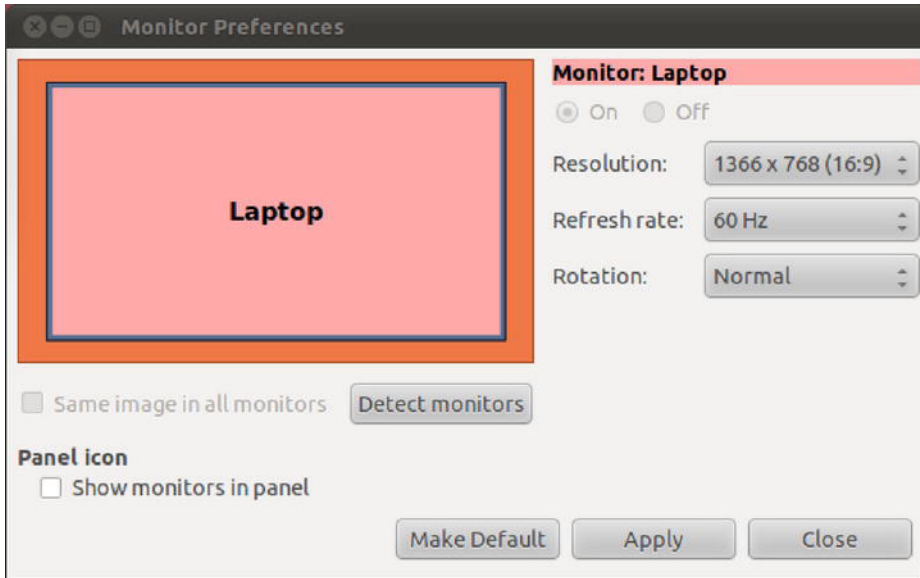 Monitor Preferences
Monitor: Laptop
On Off
Resolution: 1366 x 768 (16:9)
Laptop
Refresh rate: 60 Hz
Rotation: Normal
Same image in all monitors Detect monitors
Panel icon
Show monitors in panel
Make Default Apply Close